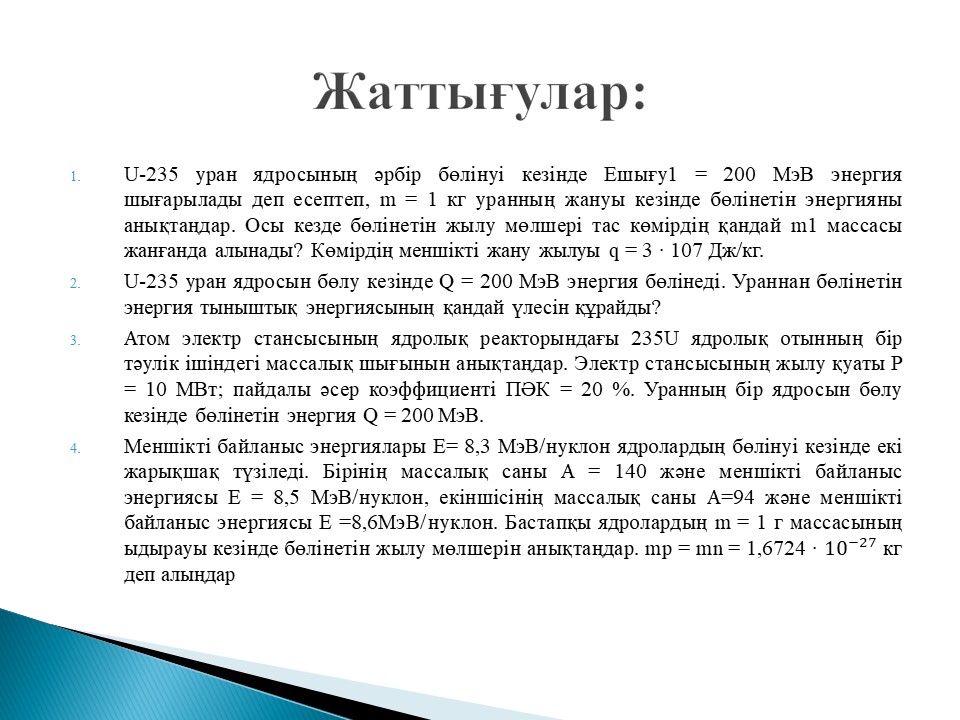 Жаттығулар:
1. U-235 уран ядросының әрбір бөлінуі кезінде Ешығу1 = 200 МэВ энергия
шығарылады деп есептеп, m = 1 кг уранның жануы кезінде бөлінетін энергияны
анықтаңдар. Осы кезде бөлінетін жылу мөлшері тас көмірдің қандай m1 массасы
жанғанда алынады? Көмірдің меншікті жану жылуы q = 3 · 107 Дж/кг.
2. U-235 уран ядросын бөлу кезінде Q = 200 МэВ энергия бөлінеді. Ураннан бөлінетін
энергия тыныштық энергиясының қандай үлесін құрайды?
3. Атом электр стансысының ядролық реакторындағы 235U ядролық отынның бір
тәулік ішіндегі массалық шығынын анықтаңдар. Электр стансысының жылу қуаты P
= 10 МВт; пайдалы әсер коэффициенті ПӘК = 20 %. Уранның бір ядросын бөлу
кезінде бөлінетін энергия Q = 200 МэВ.
4. Меншікті байланыс энергиялары Е= 8,3 МэВ/нуклон ядролардың бөлінуі кезінде екі
жарықшақ түзіледі. Бірінің массалық саны А = 140 және меншікті байланыс
энергиясы Е = 8,5 МэВ/нуклон, екіншісінің массалық саны А=94 және меншікті
байланыс энергиясы Е =8,6МэВ/нуклон. Бастапқы ядролардың m = 1 г массасының
ыдырауы кезінде бөлінетін жылу мөлшерін анықтаңдар. mp = mn = 1,6724 · 10⁻²⁷ кг
деп алыңдар